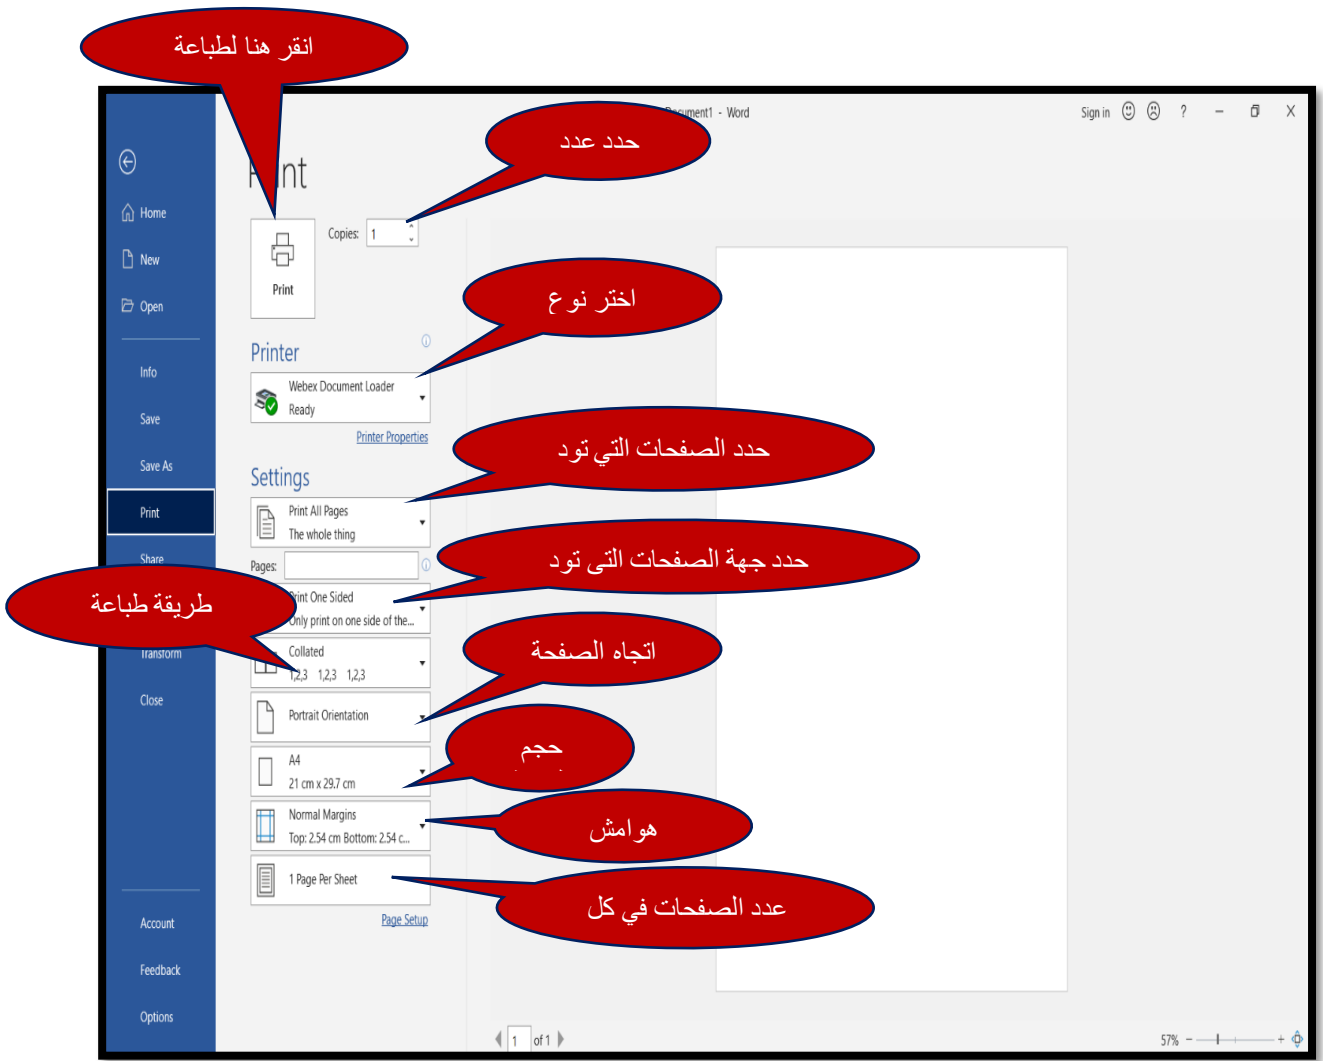 انقر هنا لطباعة
Document1 - Word
Sign in
?
حدد عدد
Print
Home
New
Open
Info
Save
Save As
Print
Share
Transform
Close
Account
Feedback
Options
Copies: 1
Print
اختر نوع
Printer
Webex Document Loader
Ready
Printer Properties
حدد الصفحات التي تود
Settings
Print All Pages
The whole thing
Pages:
حدد جهة الصفحات التى تود
Print One Sided
Only print on one side of the...
طريقة طباعة
Collated
1,2,3 1,2,3 1,2,3
اتجاه الصفحة
Portrait Orientation
حجم
A4
21 cm x 29.7 cm
هوامش
Normal Margins
Top: 2.54 cm Bottom: 2.54 c...
1 Page Per Sheet
عدد الصفحات في كل
Page Setup
1 of 1
57%